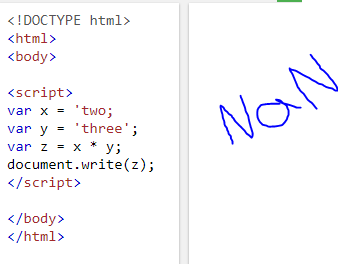 <!DOCTYPE html>
<html>
<body>
<script>
var x = 'two;
var y = 'three';
var z = x * y;
document.write(z);
</script>
</body>
</html>
NaN